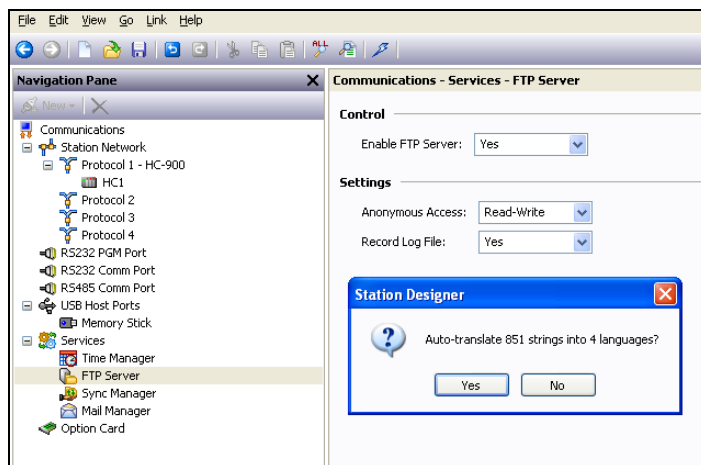 File Edit View Go Link Help
ALL
Navigation Pane
New
Communications
Station Network
Protocol 1 - HC-900
HC1
Protocol 2
Protocol 3
Protocol 4
RS232 PGM Port
RS232 Comm Port
RS485 Comm Port
USB Host Ports
Memory Stick
Services
Time Manager
FTP Server
Sync Manager
Mail Manager
Option Card
Communications - Services - FTP Server
Control
Enable FTP Server: Yes
Settings
Anonymous Access: Read-Write
Record Log File: Yes
Station Designer
Auto-translate 851 strings into 4 languages?
Yes No